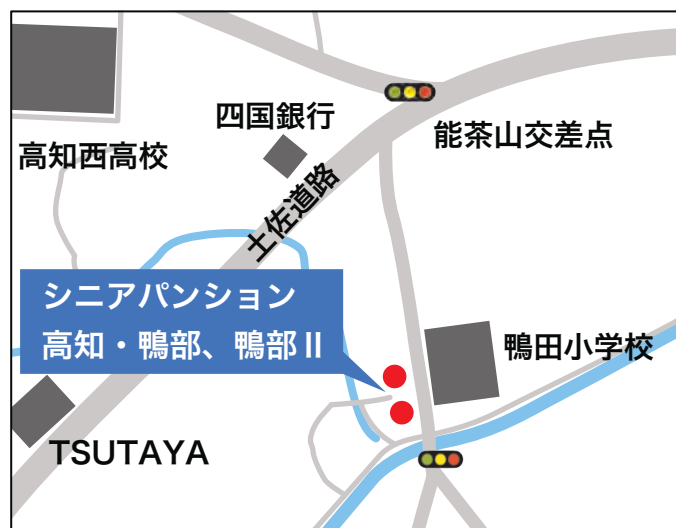 四国銀行
能茶山交差点
高知西高校
土佐道路
シニアパンション
高知・鴨部、鴨部Ⅱ
鴨田小学校
TSUTAYA